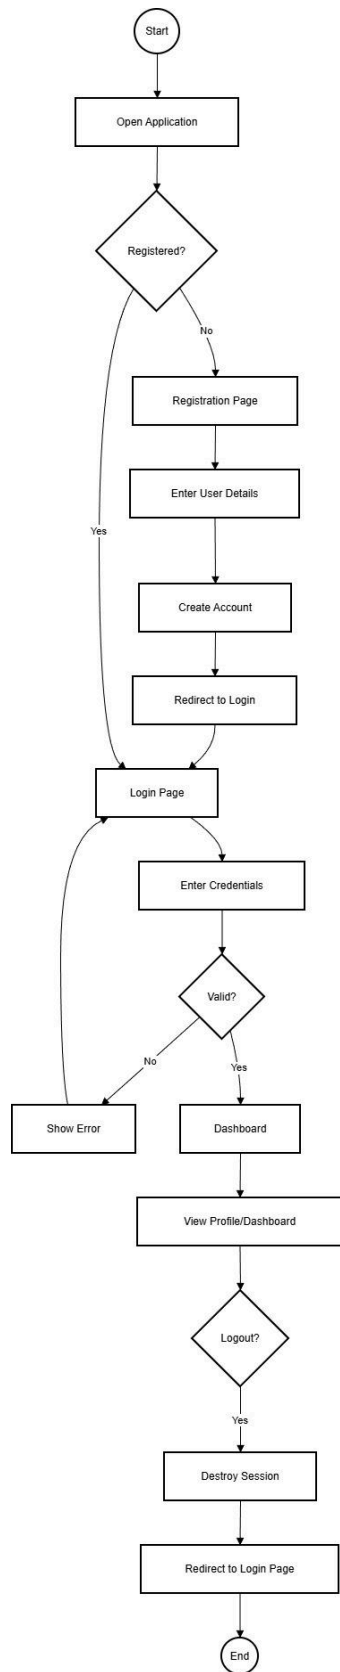 Start
Open Application
Registered?
No
Registration Page
Enter User Details
Yes
Create Account
Redirect to Login
Login Page
Enter Credentials
Valid?
No
Yes
Show Error
Dashboard
View Profile/Dashboard
Logout?
Yes
Destroy Session
Redirect to Login Page
End